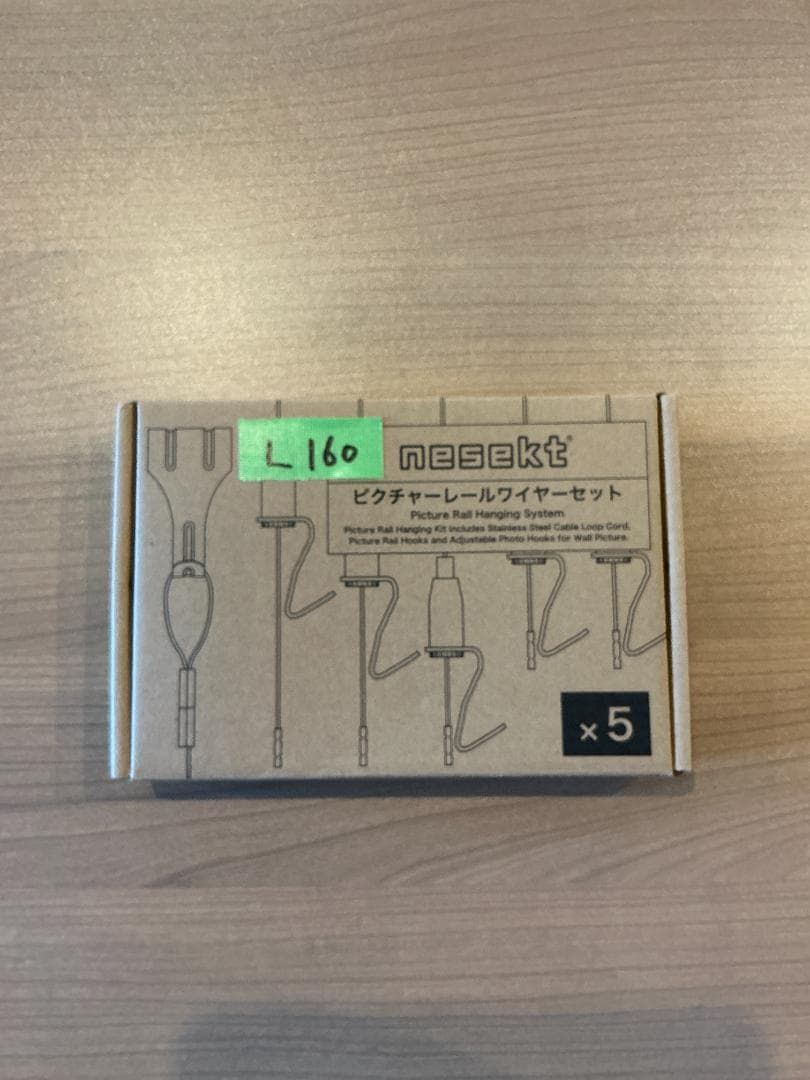 L 160
nesekt®
ピクチャーレールワイヤーセット
Picture Rail Hanging System
Picture Rail Hanging Kit Includes Stainless Steel Cable Loop Cord,
Picture Rail Hooks and Adjustable Photo Hooks for Wall Picture.
×5